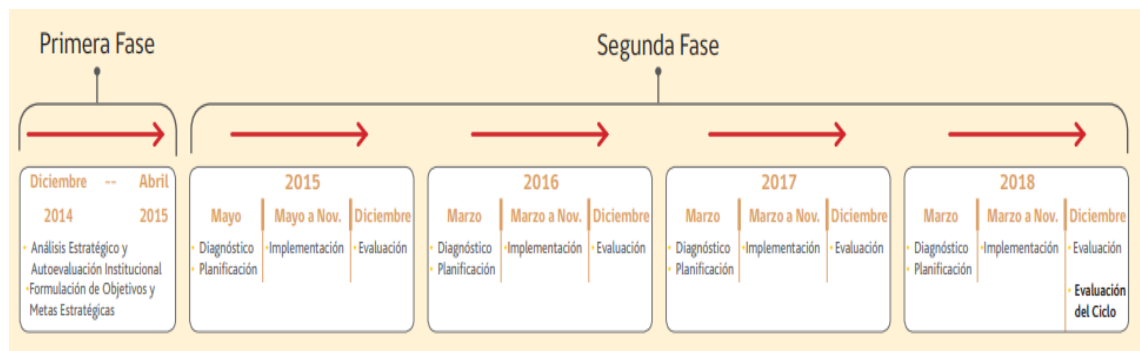 Primera Fase
Segunda Fase
Diciembre -- Abril
2014 2015
· Análisis Estratégico y
Autoevaluación Institucional
· Formulación de Objetivos y
Metas Estratégicas
2015
Mayo Mayo a Nov. Diciembre
· Diagnóstico · Implementación · Evaluación
· Planificación
2016
Marzo Marzo a Nov. Diciembre
· Diagnóstico · Implementación · Evaluación
· Planificación
2017
Marzo Marzo a Nov. Diciembre
· Diagnóstico · Implementación · Evaluación
· Planificación
2018
Marzo Marzo a Nov. Diciembre
· Diagnóstico · Implementación · Evaluación
· Planificación
· Evaluación
del Ciclo